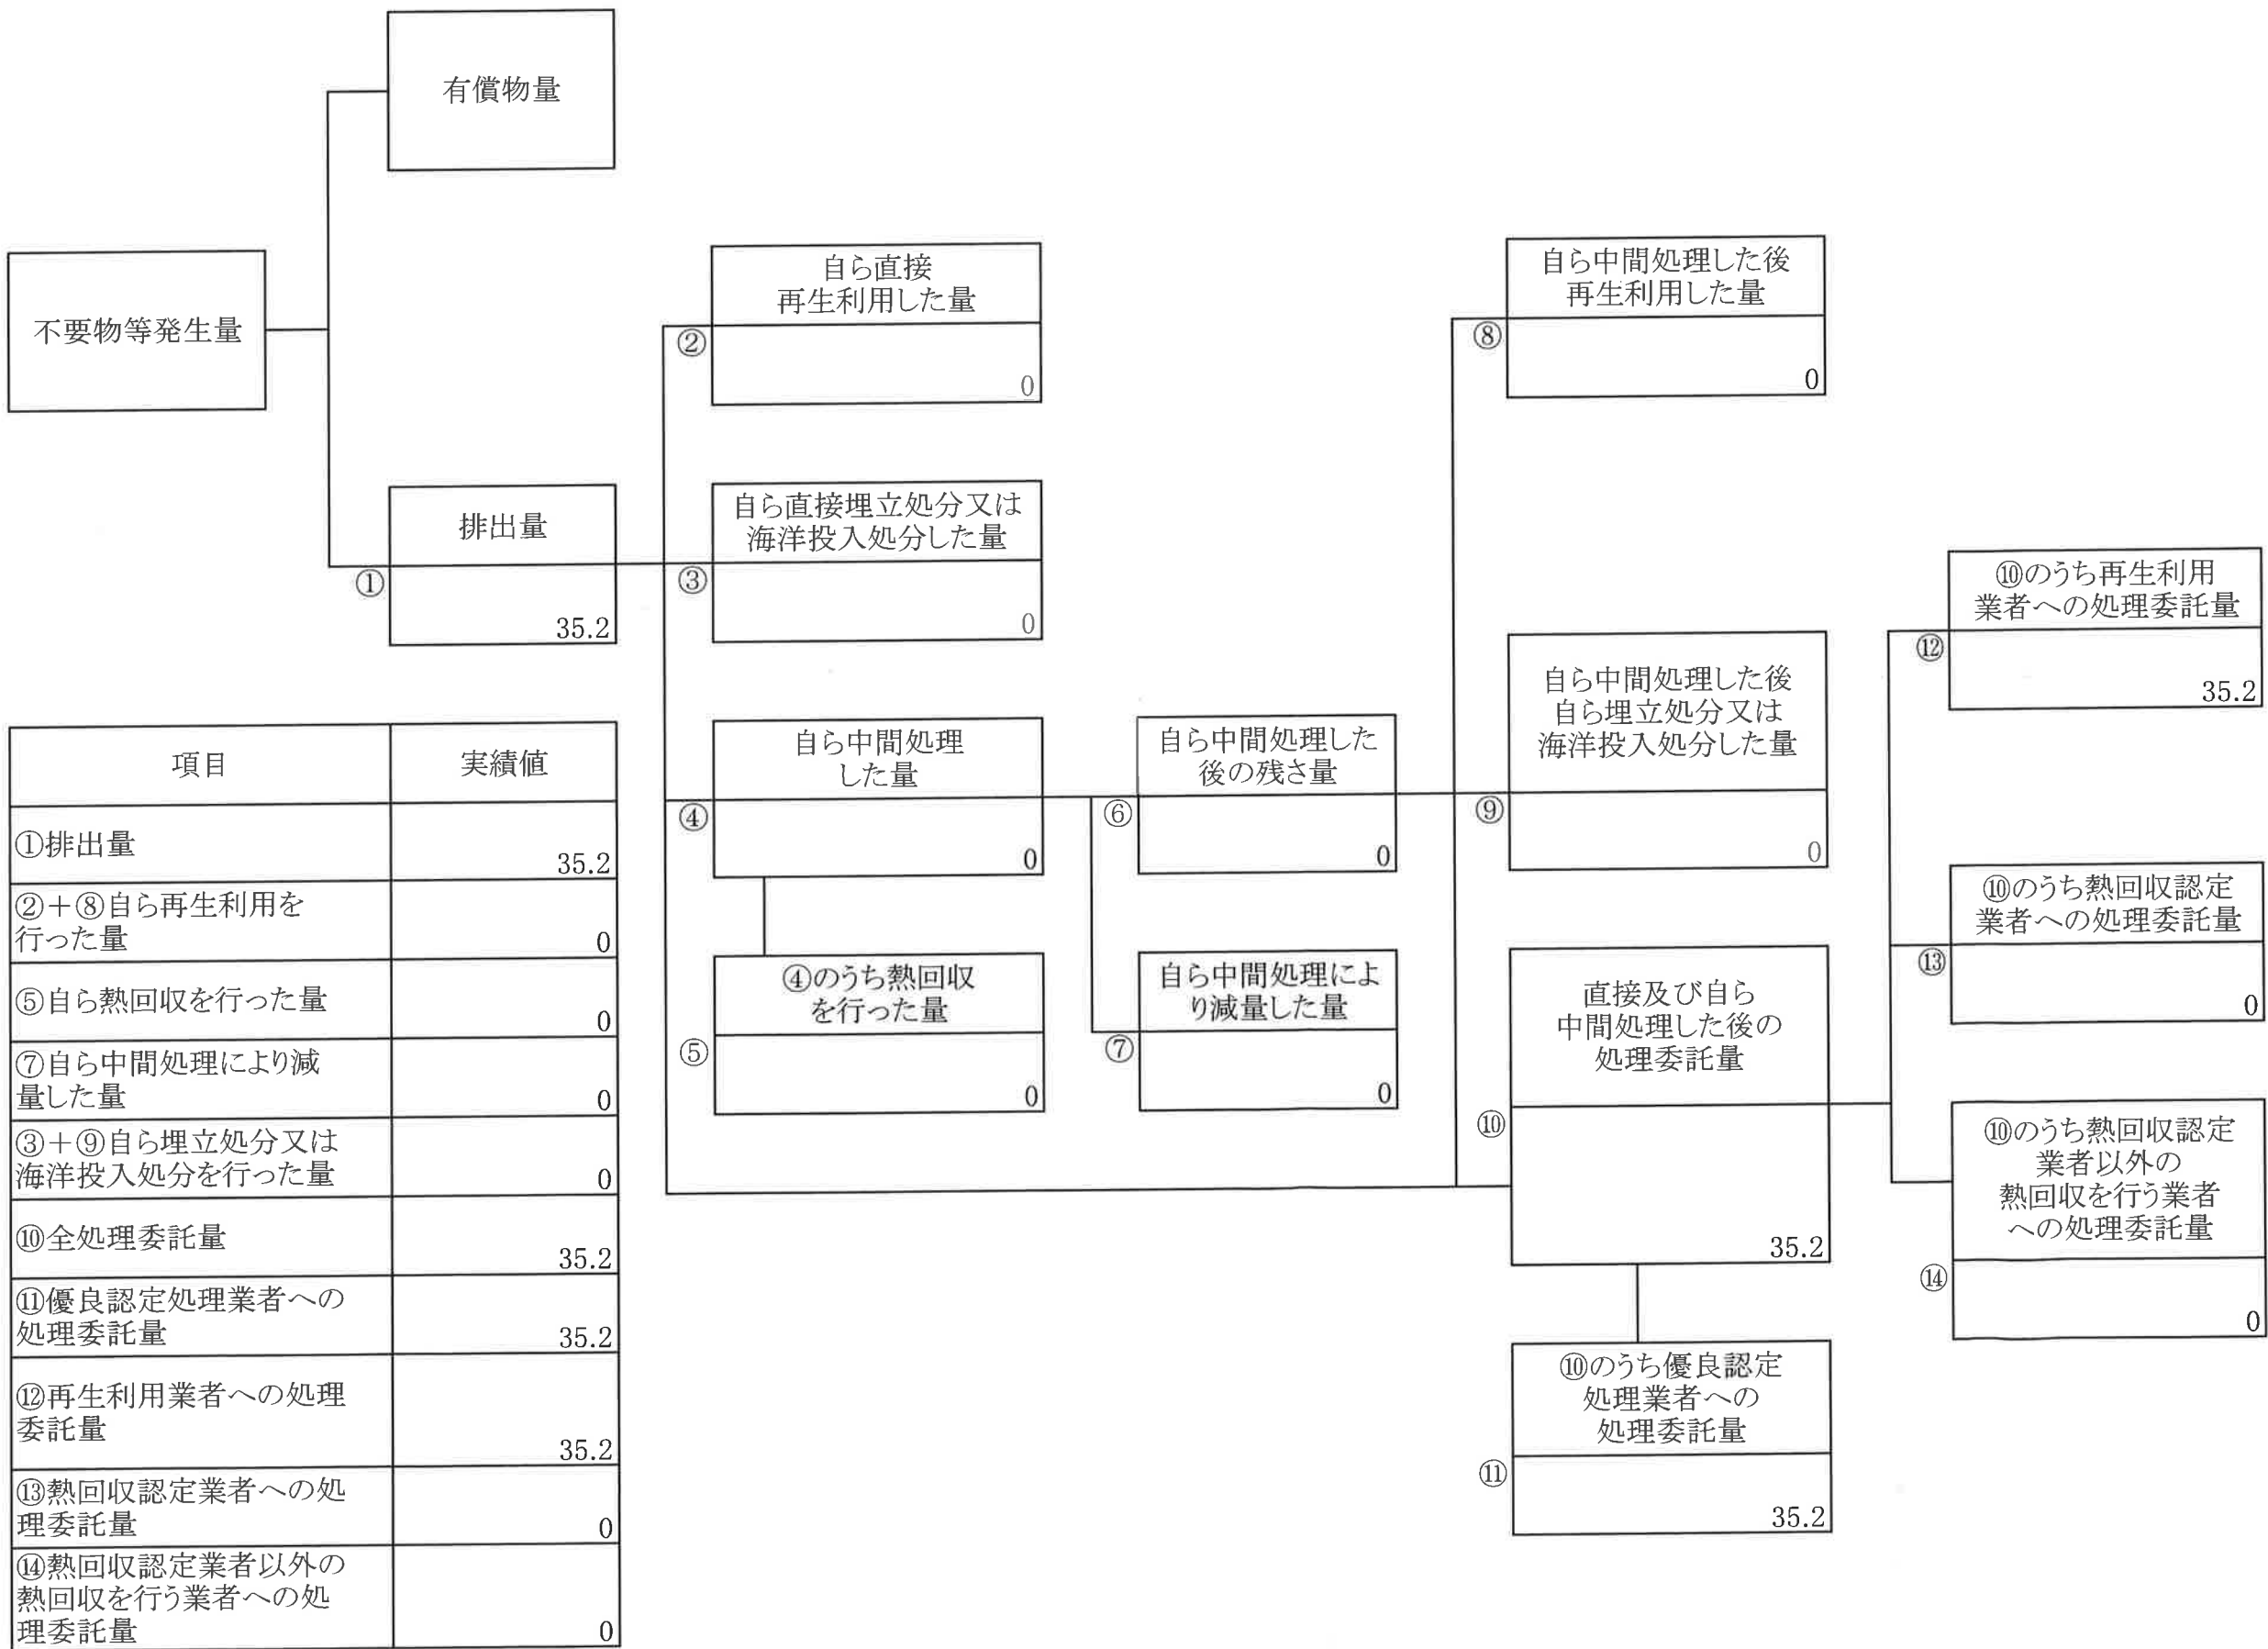 有償物量
不要物等発生量
排出量
①
35.2
自ら直接
再生利用した量
②
0
自ら直接埋立処分又は
海洋投入処分した量
③
0
自ら中間処理
した量
④
0
④のうち熱回収
を行った量
⑤
0
自ら中間処理した
後の残さ量
⑥
0
自ら中間処理によ
り減量した量
⑦
0
自ら中間処理した後
再生利用した量
⑧
0
自ら中間処理した後
自ら埋立処分又は
海洋投入処分した量
⑨
0
直接及び自ら
中間処理した後の
処理委託量
⑩
35.2
⑩のうち優良認定
処理業者への
処理委託量
⑪
35.2
⑩のうち再生利用
業者への処理委託量
⑫
35.2
⑩のうち熱回収認定
業者への処理委託量
⑬
0
⑩のうち熱回収認定
業者以外の
熱回収を行う業者
への処理委託量
⑭
0
項目 実績値
①排出量
35.2
②+⑧自ら再生利用を
行った量 0
⑤自ら熱回収を行った量
0
⑦自ら中間処理により減
量した量 0
③+⑨自ら埋立処分又は
海洋投入処分を行った量 0
⑩全処理委託量
35.2
⑪優良認定処理業者への
処理委託量 35.2
⑫再生利用業者への処理
委託量
35.2
⑬熱回収認定業者への処
理委託量 0
⑭熱回収認定業者以外の
熱回収を行う業者への処
理委託量 0